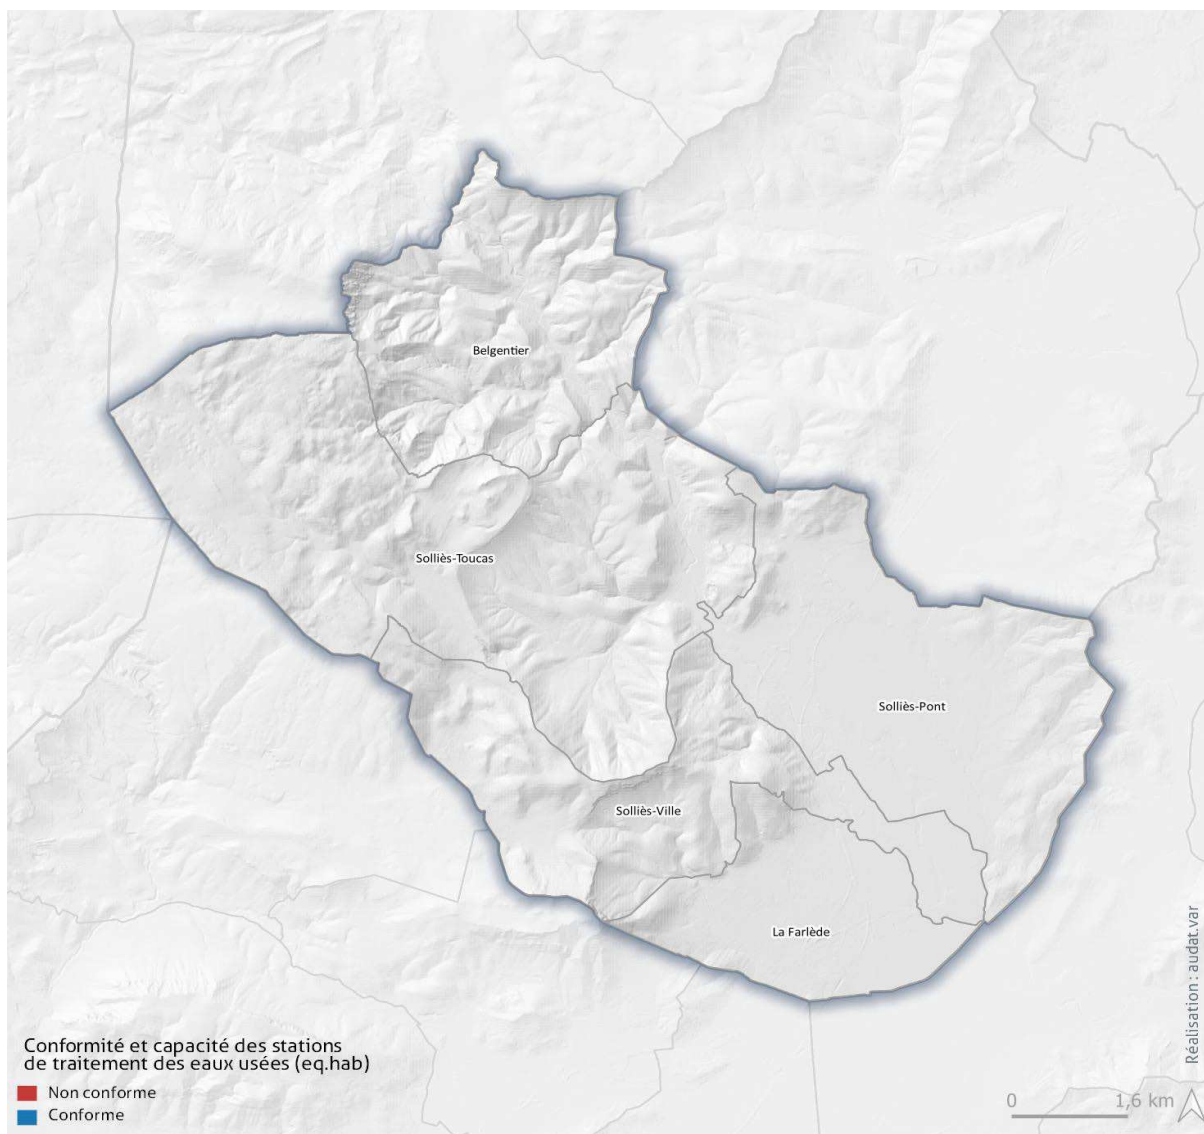 Belgentier
Solliès-Toucas
Solliès-Pont
Solliès-Ville
La Farlède
Réalisation : audat.var
Conformité et capacité des stations
de traitement des eaux usées (eq.hab)
Non conforme
Conforme
0 1,6 km